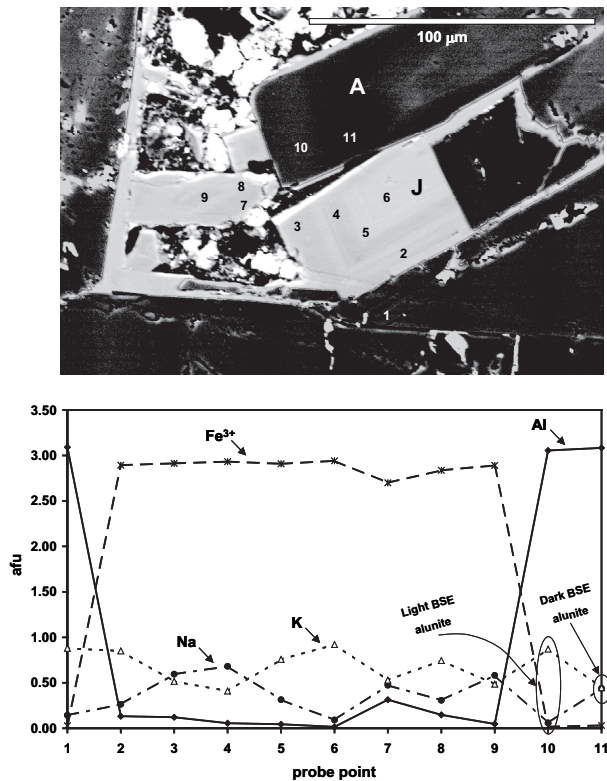 100 µm
A
10 11
8
9
7
6
J
3
4
5
2
1
3.50
3.00
2.50
2.00
1.50
1.00
0.50
0.00
afu
Fe3+
Al
Na
K
Light BSE
alunite
Dark BSE
alunite
1 2 3 4 5 6 7 8 9 10 11
probe point